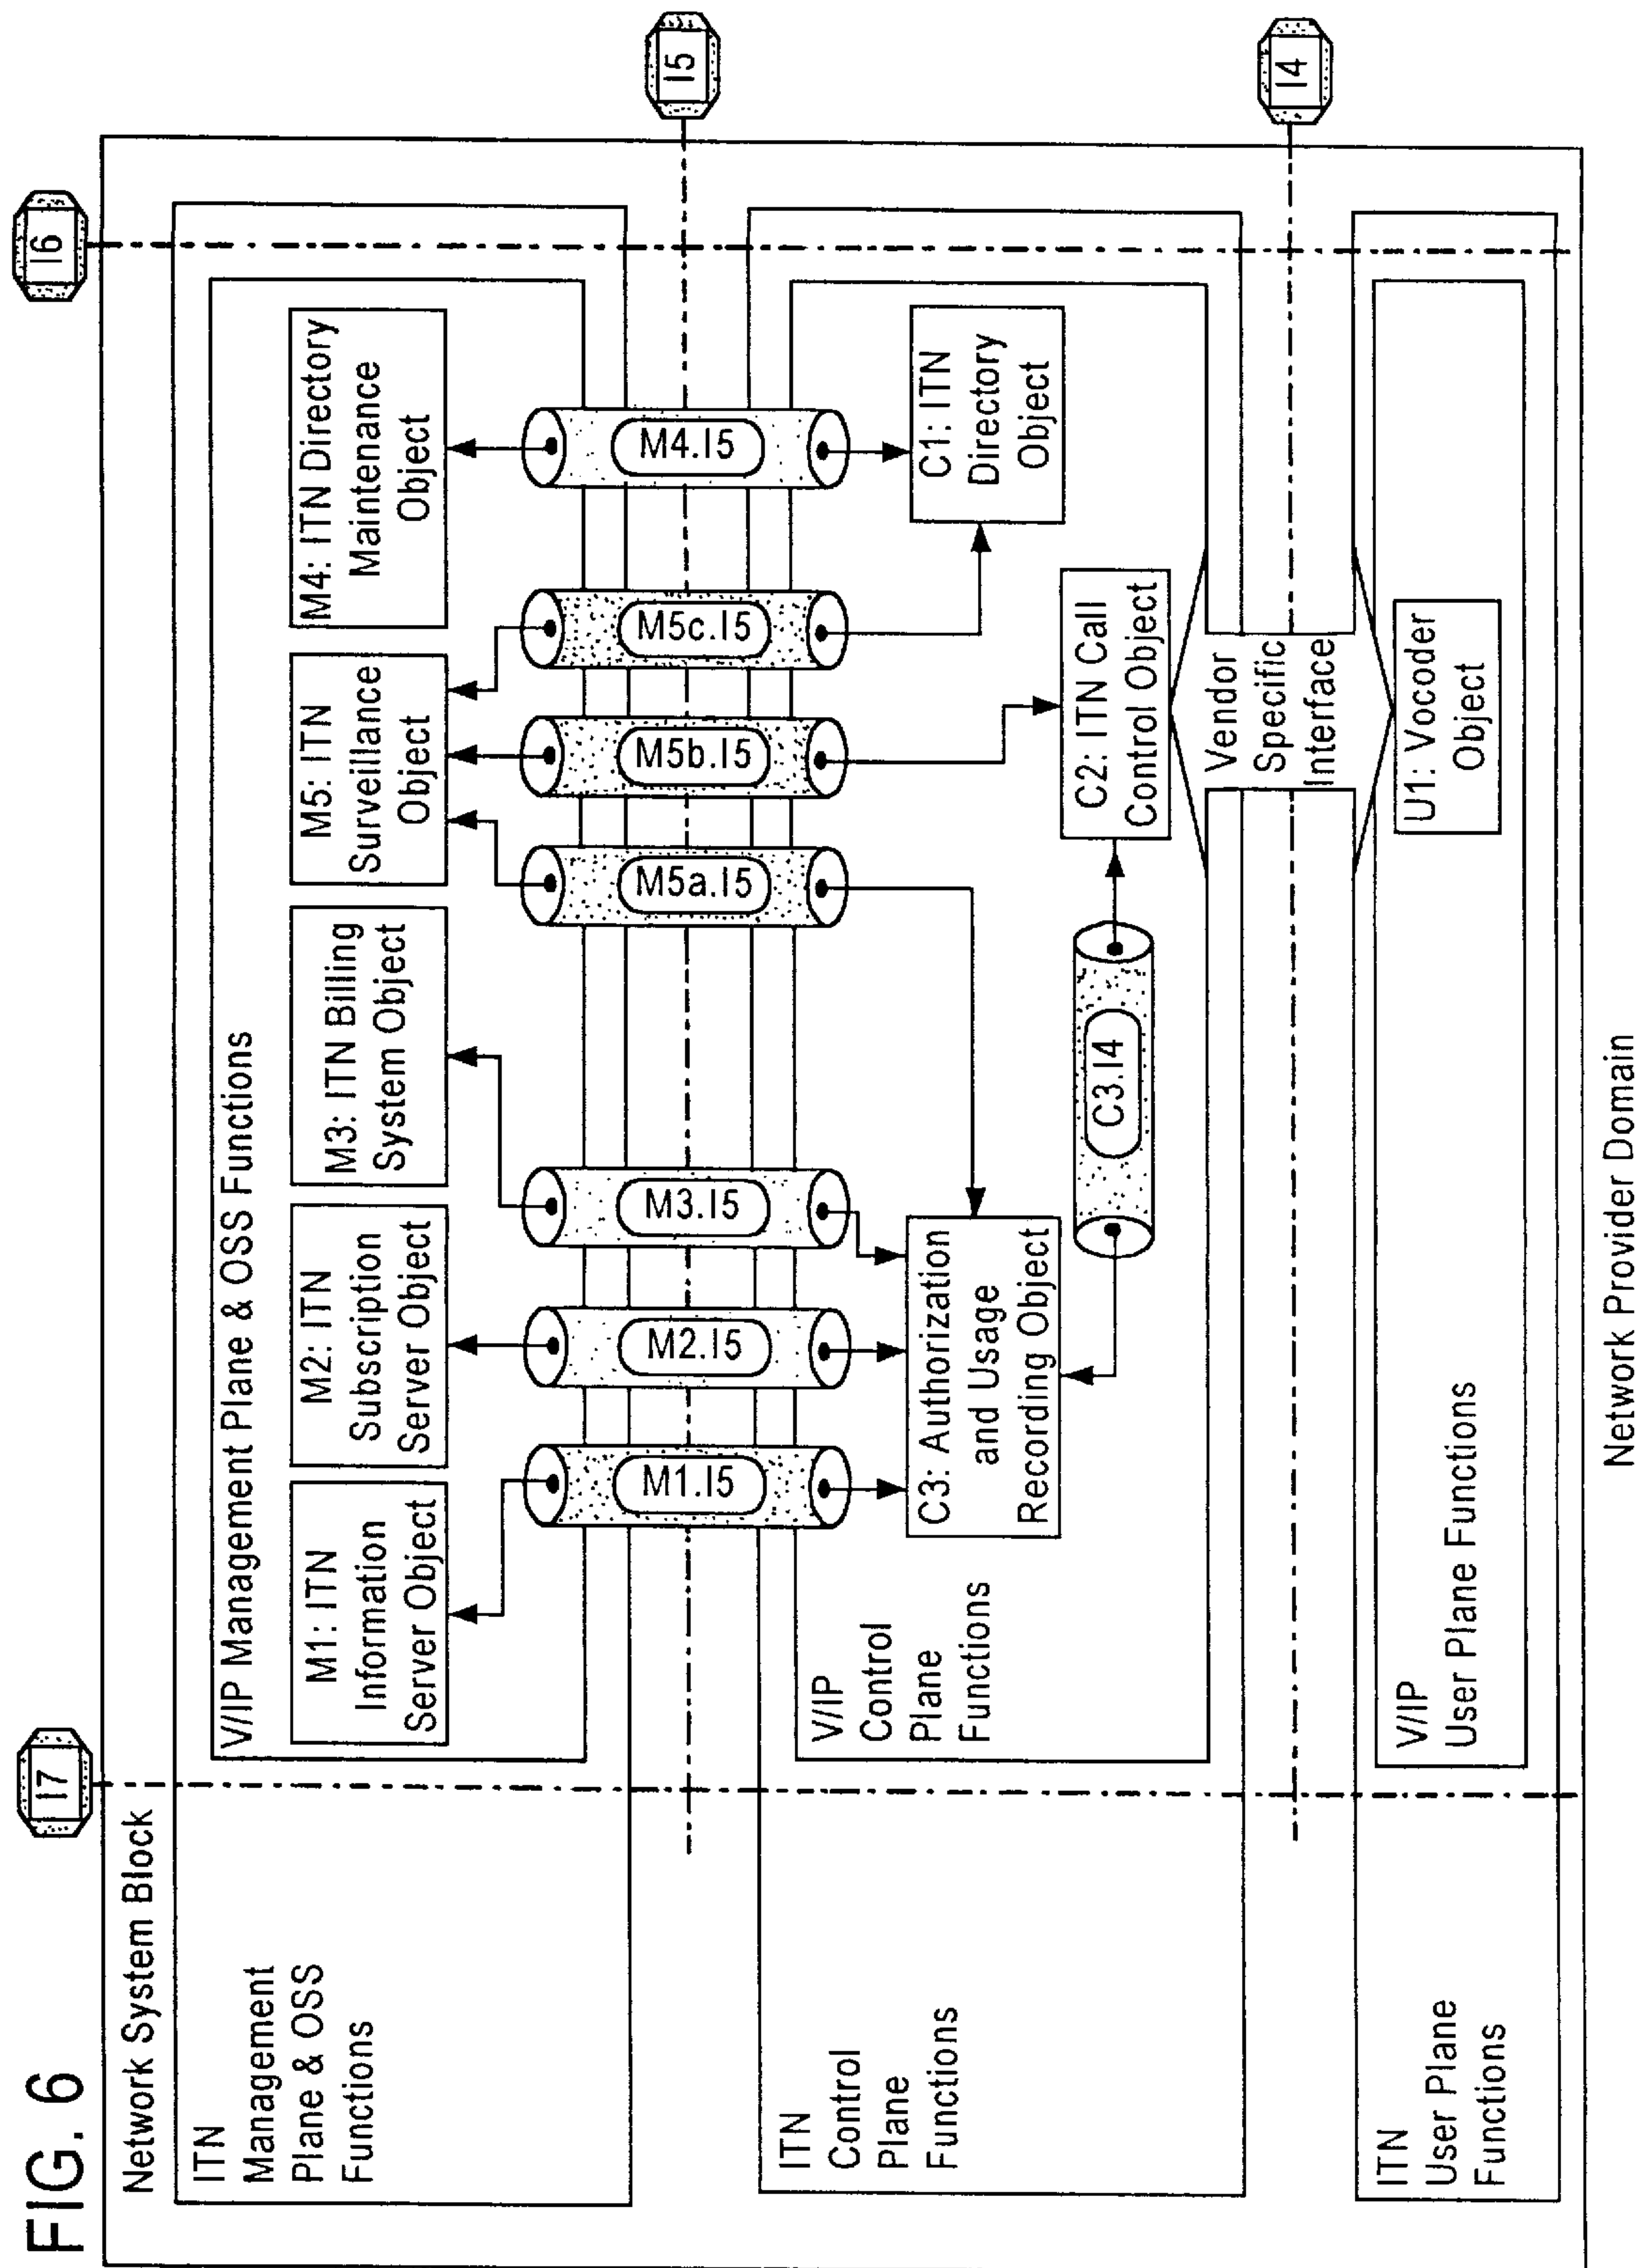 FIG. 6
I7
I6
Network System Block
I5
ITN
Management
Plane & OSS
Functions
V/IP Management Plane & OSS Functions
M1: ITN
Information
Server Object
M2: ITN
Subscription
Server Object
M3: ITN Billing
System Object
M5: ITN
Surveillance
Object
M4: ITN Directory
Maintenance
Object
M1.I5
M2.I5
M3.I5
M5a.I5
M5b.I5
M5c.I5
M4.I5
ITN
Control
Plane
Functions
V/IP
Control
Plane
Functions
C3: Authorization
and Usage
Recording Object
C3.I4
C2: ITN Call
Control Object
C1: ITN
Directory
Object
Vendor
Specific
Interface
I4
ITN
User Plane
Functions
V/IP
User Plane Functions
U1: Vocoder
Object
Network Provider Domain